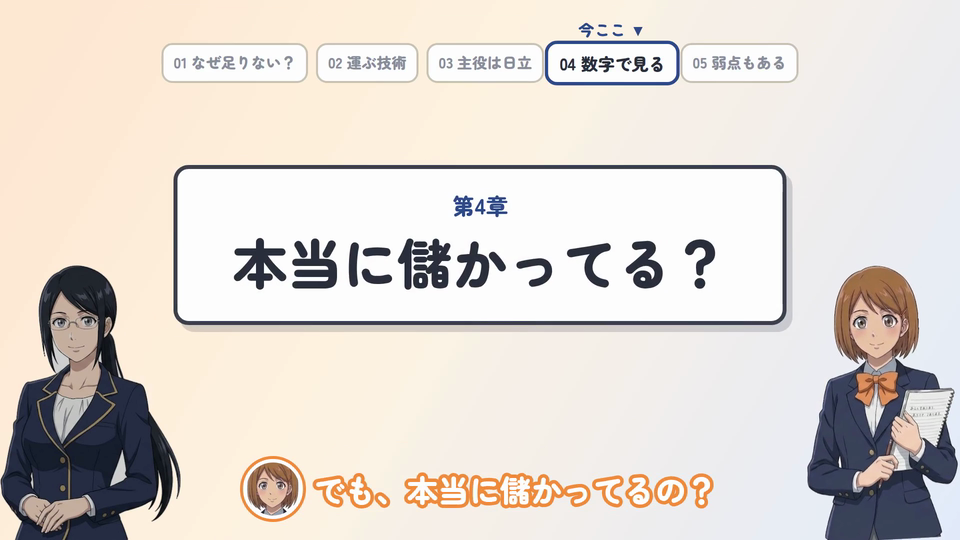 今ここ ▼
01 なぜ足りない？
02 運ぶ技術
03 主役は日立
04 数字で見る
05 弱点もある
第4章
本当に儲かってる？
でも、本当に儲かってるの？